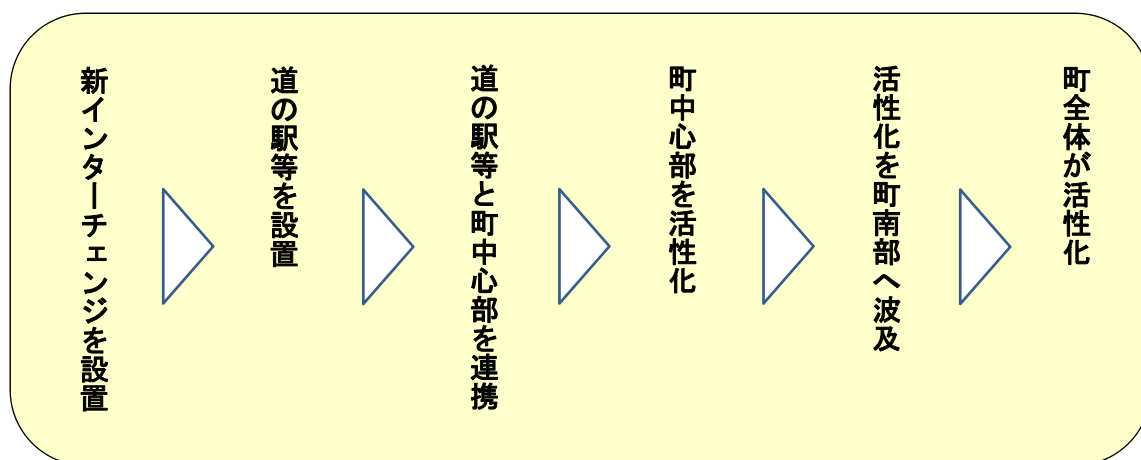 新インターチェンジを設置
道の駅等を設置
道の駅等と町中心部を連携
町中心部を活性化
活性化を町南部へ波及
町全体が活性化